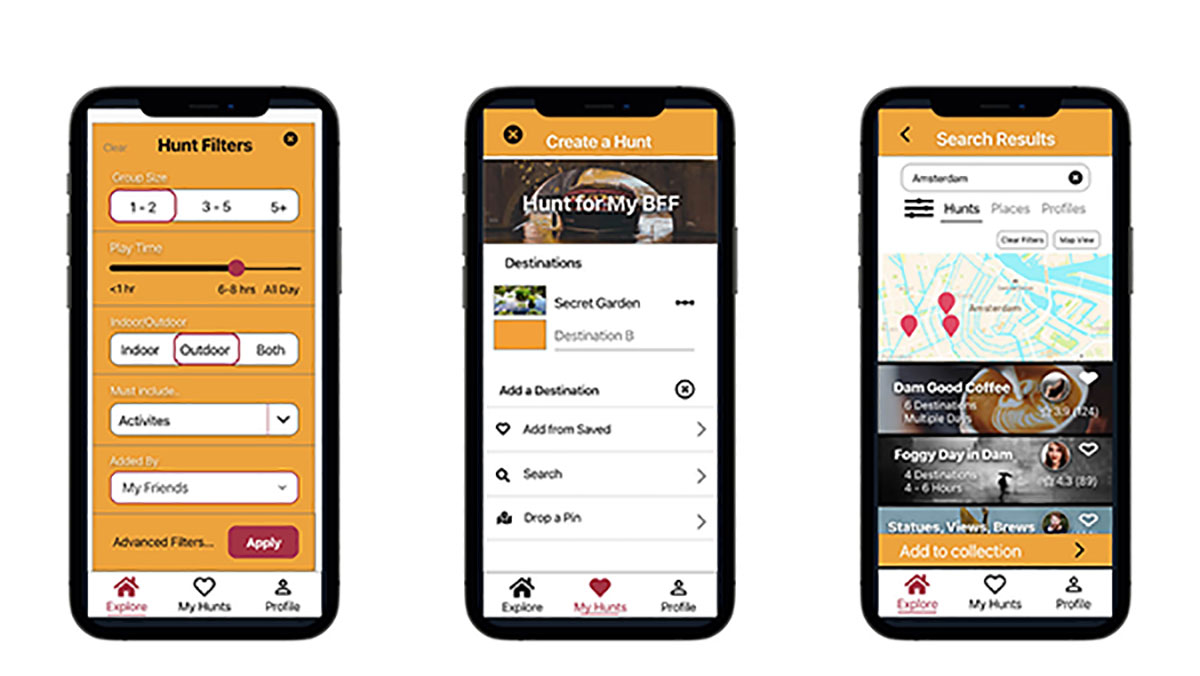 Clear
Hunt Filters
Group Size
1 - 2
3 - 5
5+
Play Time
<1 hr
6-8 hrs
All Day
Indoor/Outdoor
Indoor
Outdoor
Both
Must include..
Activites
Added By
My Friends
Advanced Filters...
Apply
Explore
My Hunts
Profile
Create a Hunt
Hunt for My BFF
Destinations
Secret Garden
Destination B
Add a Destination
Add from Saved
Search
Drop a Pin
Explore
My Hunts
Profile
Search Results
Amsterdam
Hunts
Places
Profiles
Clear Filters
Map View
Amsterdam
Dam Good Coffee
6 Destinations
Multiple Days
3.9 (124)
Foggy Day in Dam
4 Destinations
4 - 6 Hours
4.3 (89)
Statues, Views, Brews
Add to collection
Explore
My Hunts
Profile